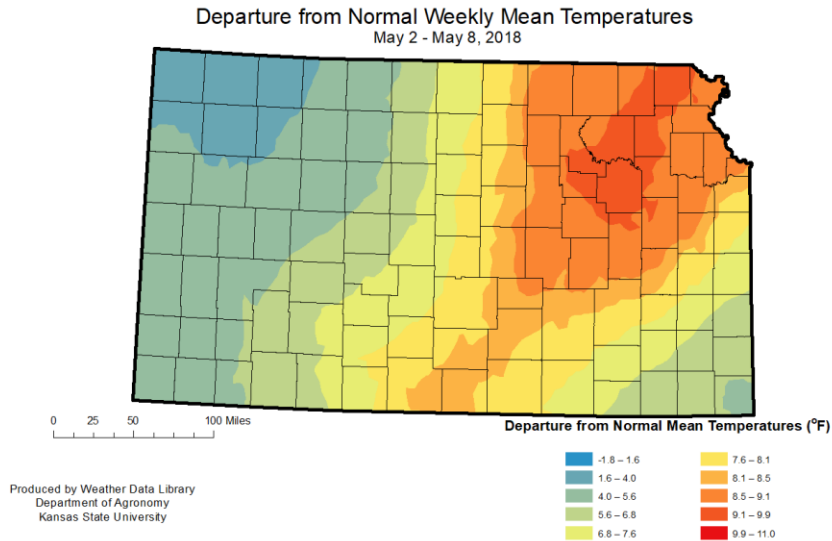 Departure from Normal Weekly Mean Temperatures
May 2 - May 8, 2018
0 25 50 100 Miles
Departure from Normal Mean Temperatures (°F)
-1.8 – 1.6
1.6 – 4.0
4.0 – 5.6
5.6 – 6.8
6.8 – 7.6
7.6 – 8.1
8.1 – 8.5
8.5 – 9.1
9.1 – 9.9
9.9 – 11.0
Produced by Weather Data Library
Department of Agronomy
Kansas State University